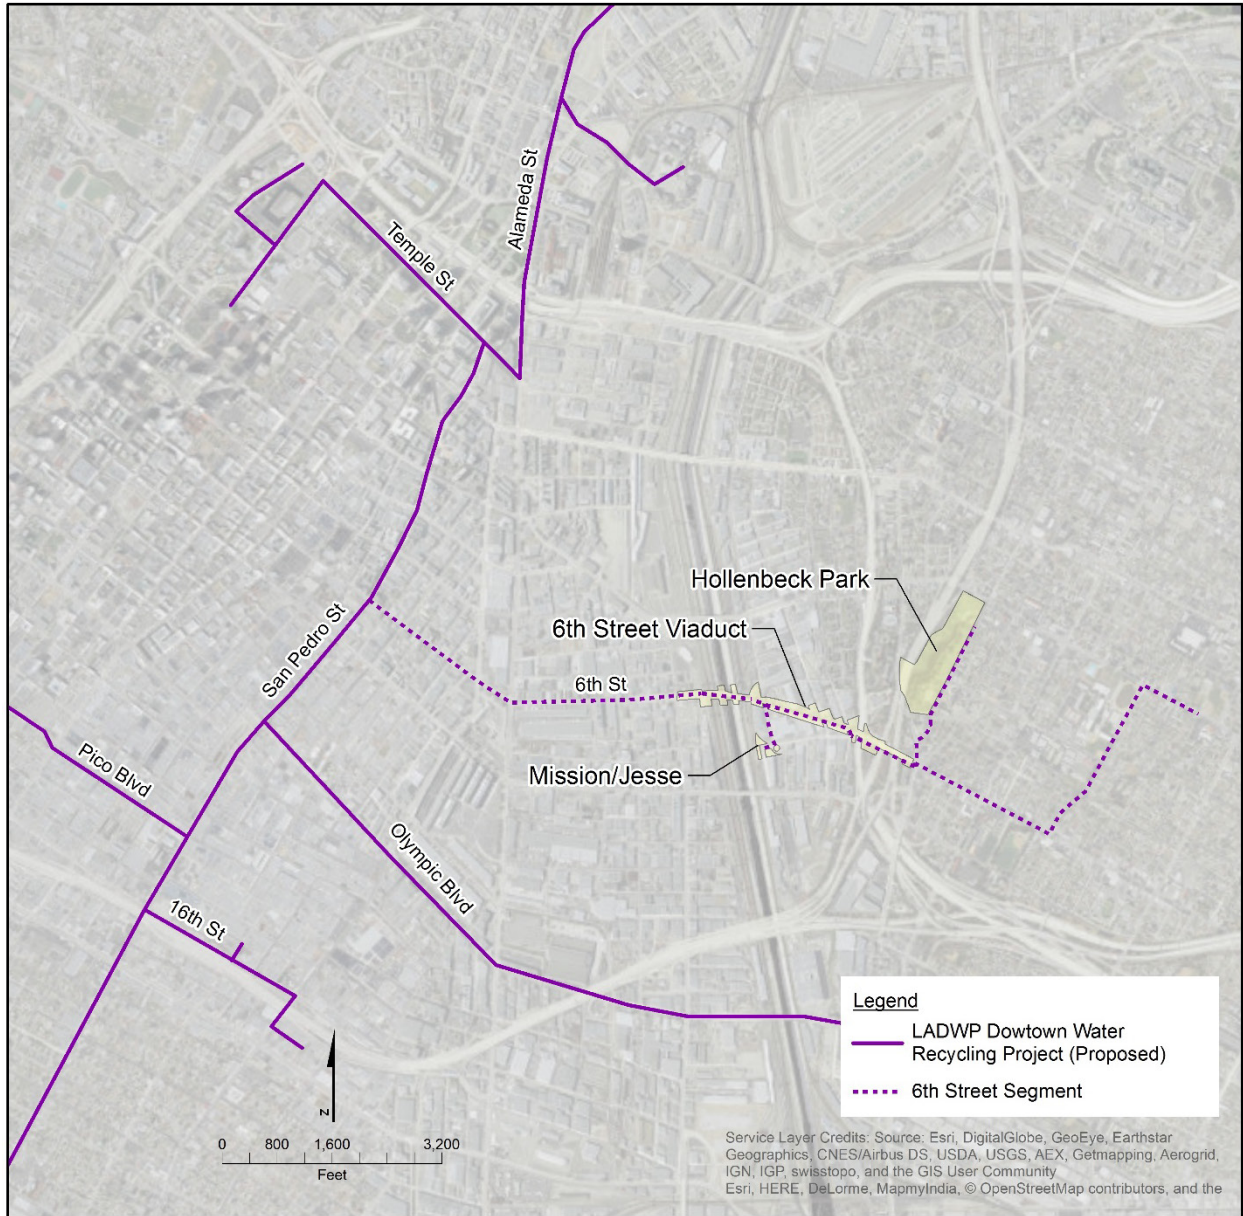 Alameda St
Temple St
Hollenbeck Park
6th Street Viaduct
San Pedro St
6th St
Pico Blvd
Mission/Jesse
Olympic Blvd
16th St
Legend
LADWP Dowtown Water
Recycling Project (Proposed)
6th Street Segment
N
0 800 1,600 3,200
Feet
Service Layer Credits: Source: Esri, DigitalGlobe, GeoEye, Earthstar
Geographics, CNES/Airbus DS, USDA, USGS, AEX, Getmapping, Aerogrid,
IGN, IGP, swisstopo, and the GIS User Community
Esri, HERE, DeLorme, MapmyIndia, © OpenStreetMap contributors, and the